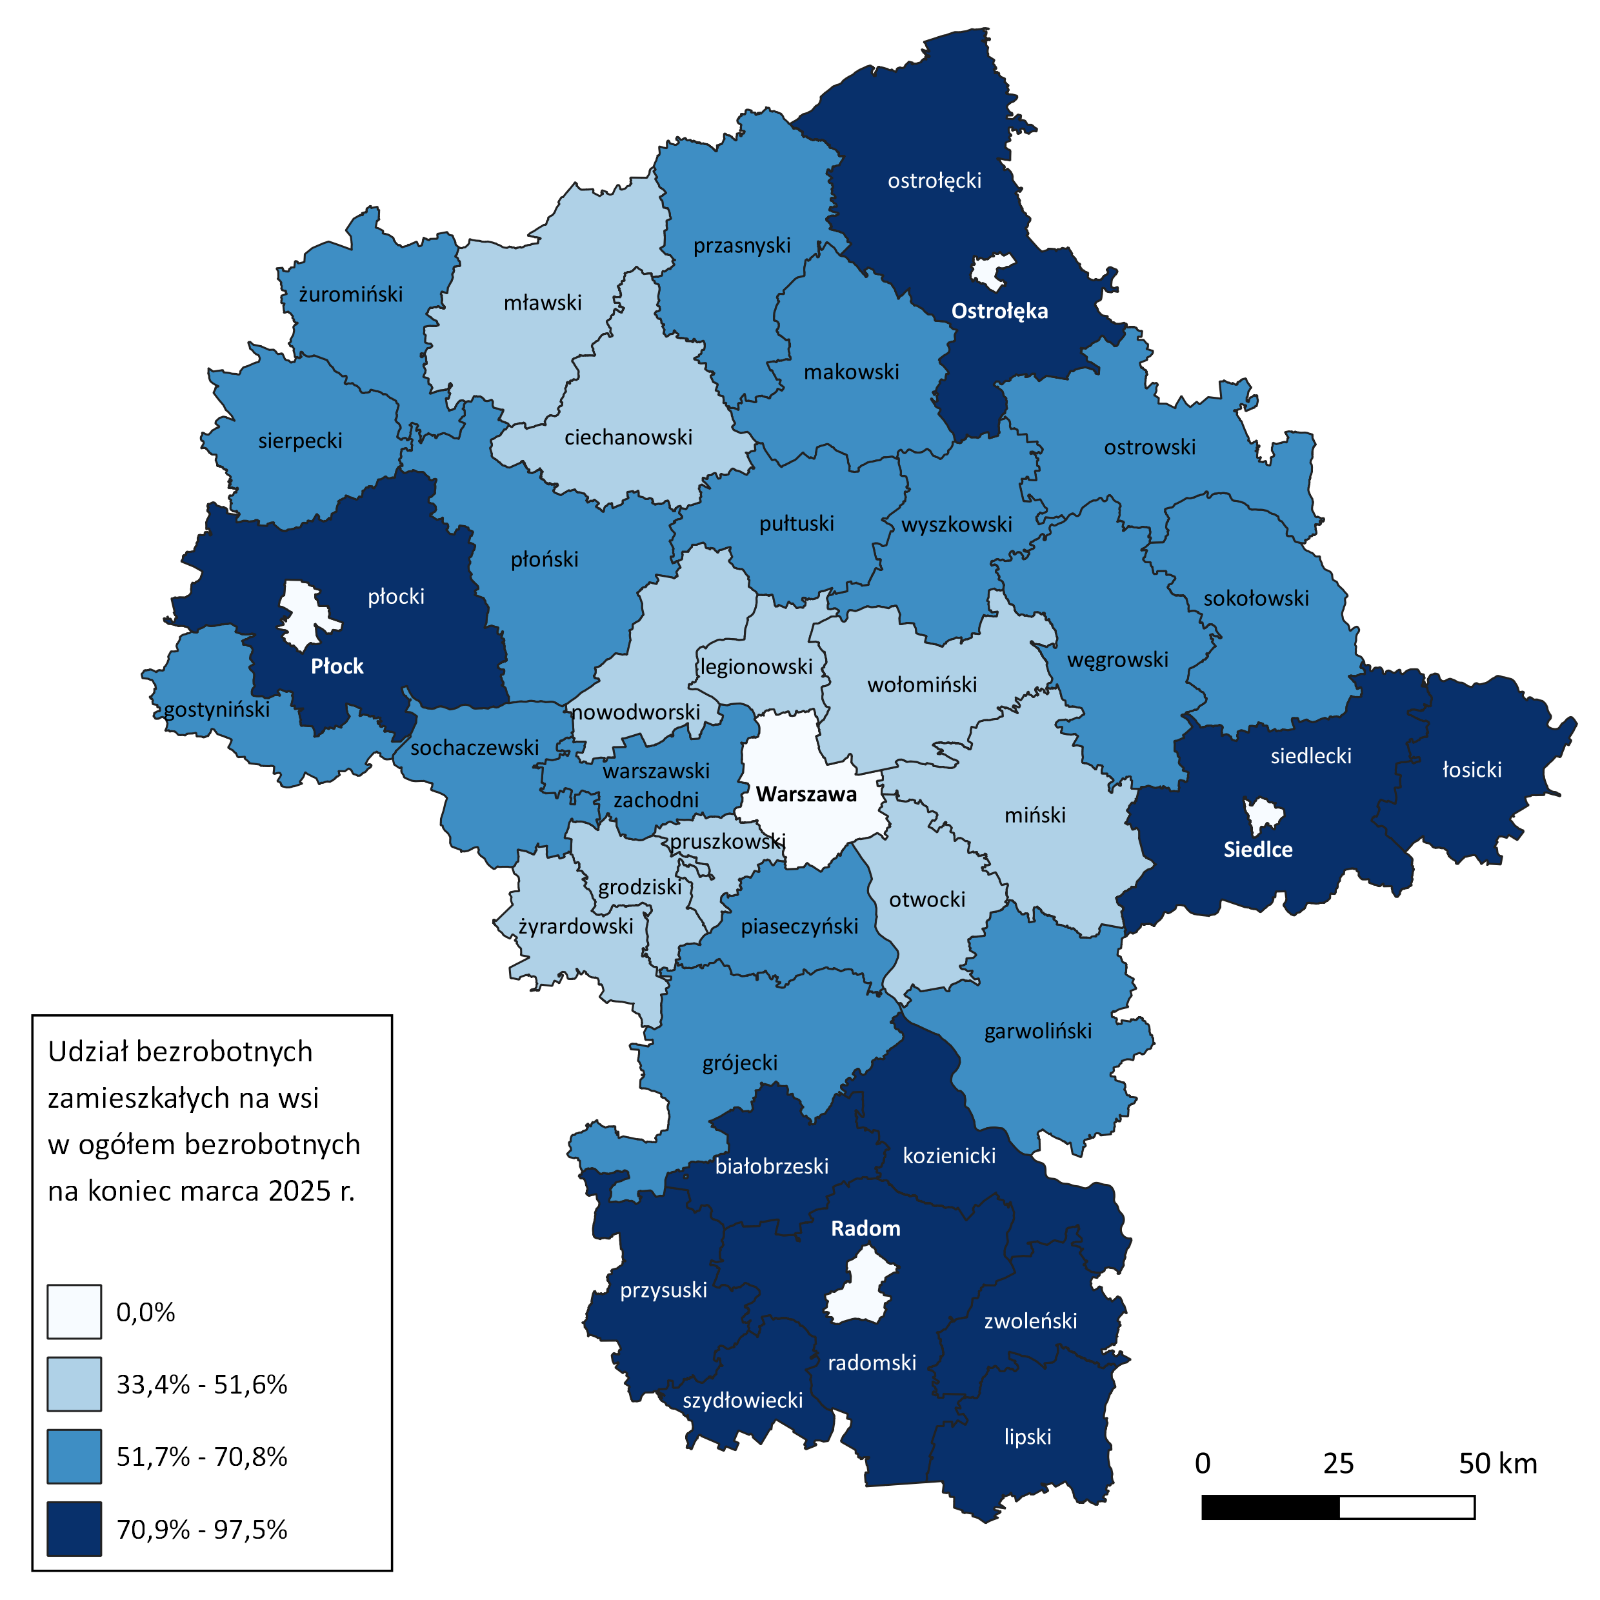 ostrołęcki
przasnyski
żuromiński
mławski
Ostrołęka
makowski
ciechanowski
sierpecki
ostrowski
pułtuski
wyszkowski
płoński
płocki
sokołowski
Płock
legionowski
węgrowski
wołomiński
gostyniński
nowodworski
sochaczewski
siedlecki
łosicki
warszawski
zachodni
Warszawa
miński
pruszkowski
Siedlce
grodziski
otwocki
żyrardowski
piaseczyński
garwoliński
grójecki
białobrzeski
kozienicki
Radom
przysuski
zwoleński
radomski
szydłowiecki
lipski
Udział bezrobotnych
zamieszkałych na wsi
w ogółem bezrobotnych
na koniec marca 2025 r.
0,0%
33,4% - 51,6%
51,7% - 70,8%
70,9% - 97,5%
0 25 50 km